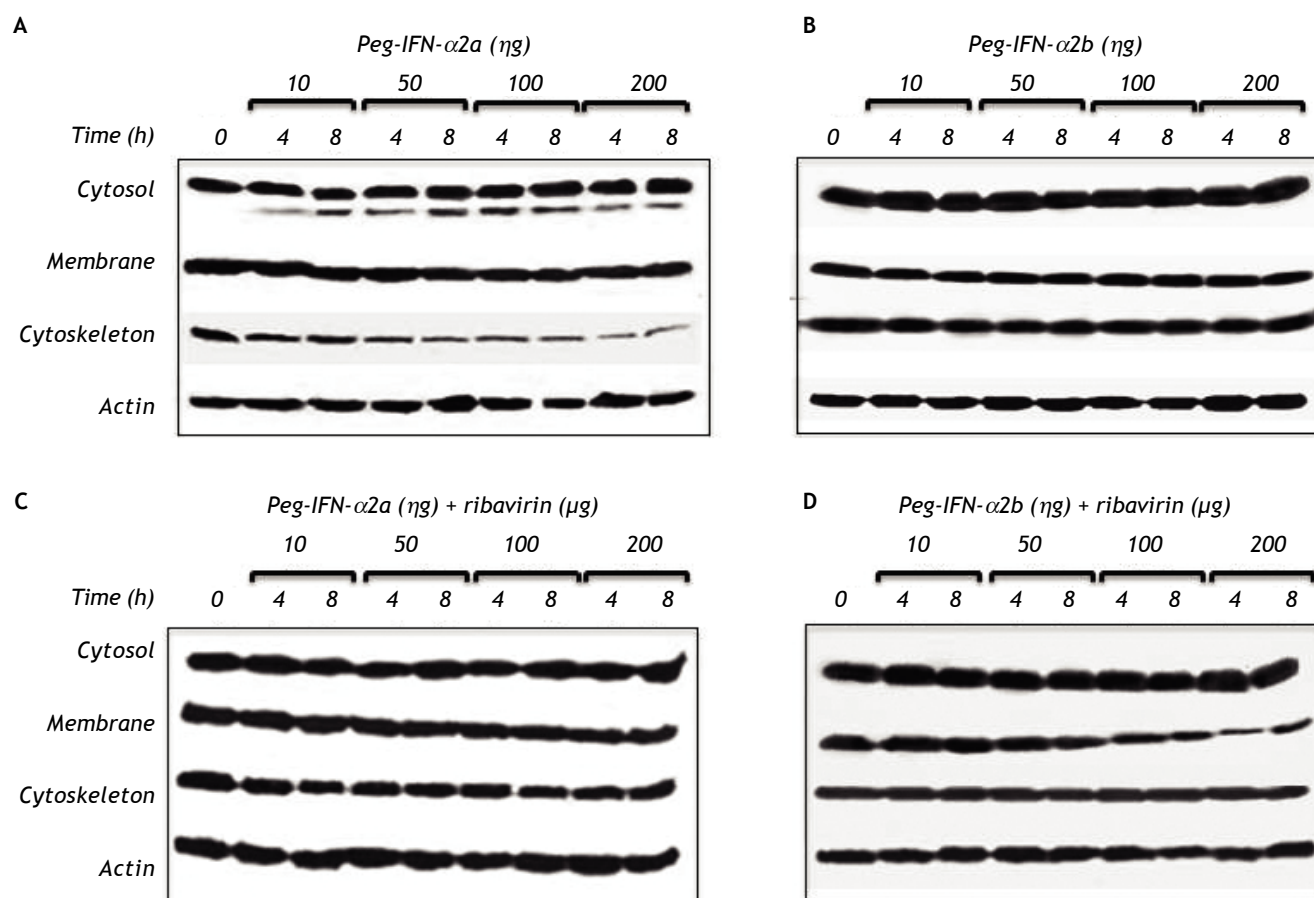 A
Peg-IFN-α2a (ηg)
10 50 100 200
Time (h) 0 4 8 4 8 4 8 4 8
Cytosol
Membrane
Cytoskeleton
Actin
B
Peg-IFN-α2b (ηg)
10 50 100 200
0 4 8 4 8 4 8 4 8
C
Peg-IFN-α2a (ηg) + ribavirin (µg)
10 50 100 200
Time (h) 0 4 8 4 8 4 8 4 8
Cytosol
Membrane
Cytoskeleton
Actin
D
Peg-IFN-α2b (ηg) + ribavirin (µg)
10 50 100 200
0 4 8 4 8 4 8 4 8